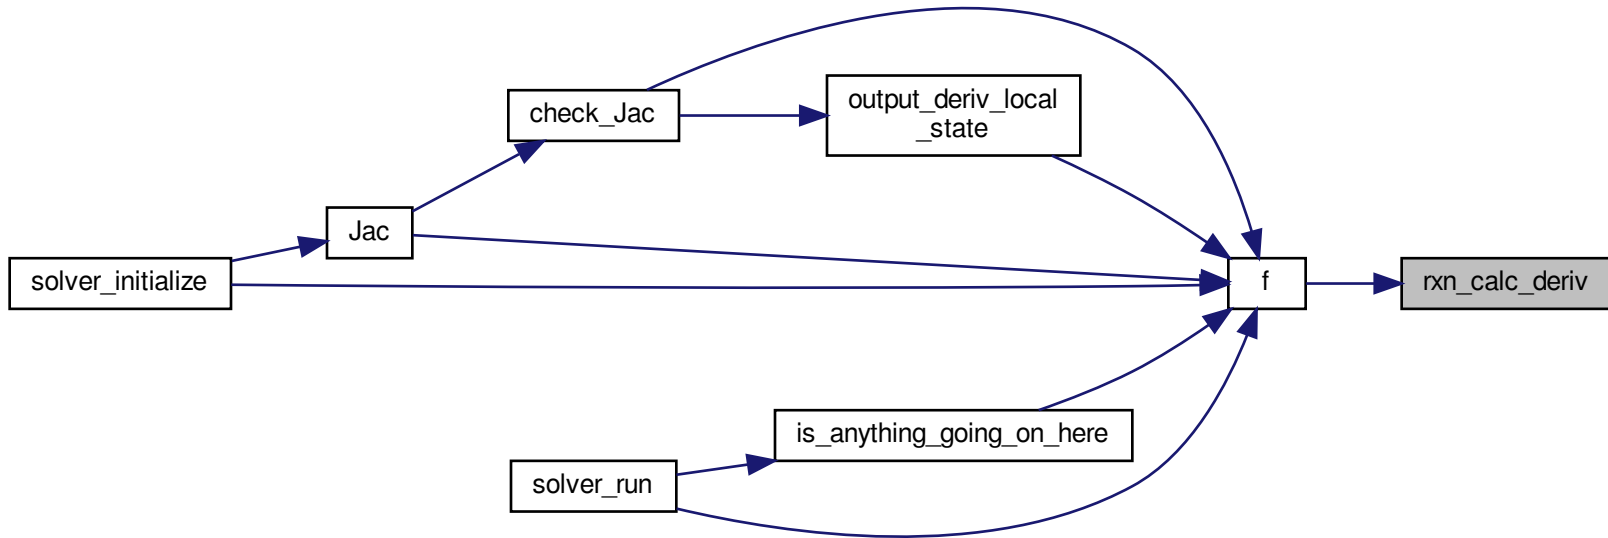 output_deriv_local
_state
check_Jac
Jac
solver_initialize
f
rxn_calc_deriv
is_anything_going_on_here
solver_run